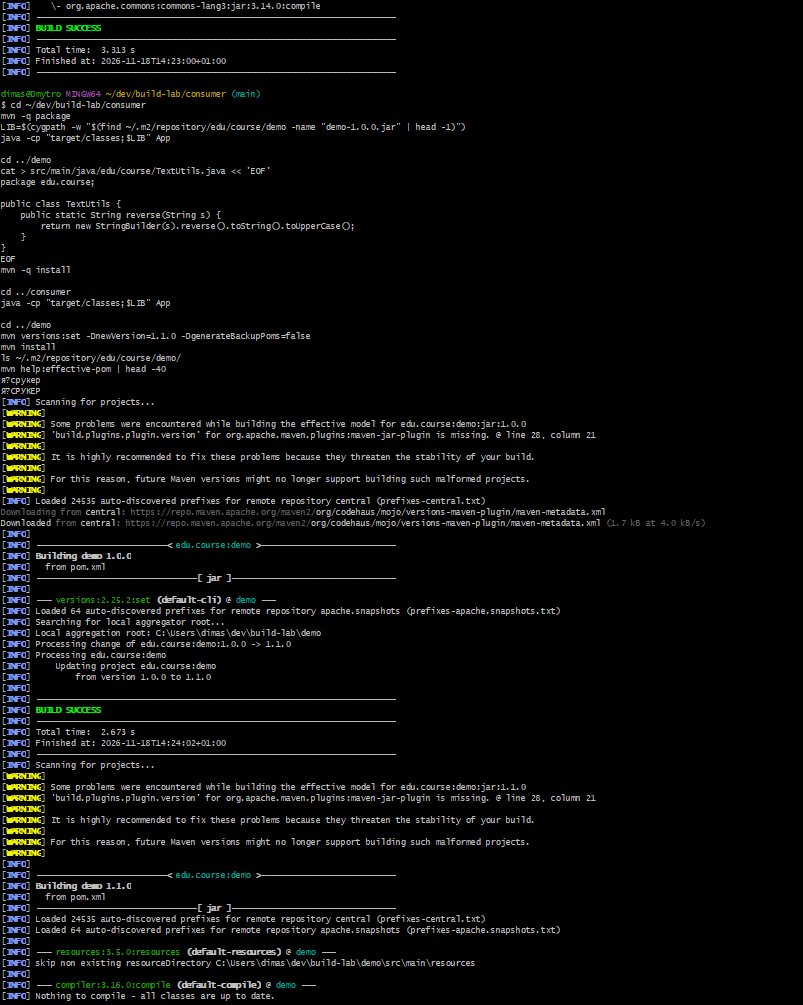 [INFO]    \- org.apache.commons:commons-lang3:jar:3.14.0:compile
[INFO] ------------------------------------------------------------------------
[INFO] BUILD SUCCESS
[INFO] ------------------------------------------------------------------------
[INFO] Total time:  3.313 s
[INFO] Finished at: 2026-11-18T14:23:00+01:00
[INFO] ------------------------------------------------------------------------
dimas@Dmytro MINGW64 ~/dev/build-lab/consumer (main)
$ cd ~/dev/build-lab/consumer
mvn -q package
LIB=$(cygpath -w "$(find ~/.m2/repository/edu/course/demo -name "demo-1.0.0.jar" | head -1)")
java -cp "target/classes;$LIB" App
cd ../demo
cat > src/main/java/edu/course/TextUtils.java << 'EOF'
package edu.course;
public class TextUtils {
    public static String reverse(String s) {
        return new StringBuilder(s).reverse().toString().toUpperCase();
    }
}
EOF
mvn -q install
cd ../consumer
java -cp "target/classes;$LIB" App
cd ../demo
mvn versions:set -DnewVersion=1.1.0 -DgenerateBackupPoms=false
mvn install
ls ~/.m2/repository/edu/course/demo/
mvn help:effective-pom | head -40
я?срукер
Я?СРУКЕР
[INFO] Scanning for projects...
[WARNING]
[WARNING] Some problems were encountered while building the effective model for edu.course:demo:jar:1.0.0
[WARNING] 'build.plugins.plugin.version' for org.apache.maven.plugins:maven-jar-plugin is missing. @ line 28, column 21
[WARNING]
[WARNING] It is highly recommended to fix these problems because they threaten the stability of your build.
[WARNING]
[WARNING] For this reason, future Maven versions might no longer support building such malformed projects.
[WARNING]
[INFO] Loaded 24535 auto-discovered prefixes for remote repository central (prefixes-central.txt)
Downloading from central: https://repo.maven.apache.org/maven2/org/codehaus/mojo/versions-maven-plugin/maven-metadata.xml
Downloaded from central: https://repo.maven.apache.org/maven2/org/codehaus/mojo/versions-maven-plugin/maven-metadata.xml (1.7 kB at 4.0 kB/s)
[INFO]
[INFO] --------------------------< edu.course:demo >---------------------------
[INFO] Building demo 1.0.0
[INFO]   from pom.xml
[INFO] --------------------------------[ jar ]---------------------------------
[INFO]
[INFO] --- versions:2.25.2:set (default-cli) @ demo ---
[INFO] Loaded 64 auto-discovered prefixes for remote repository apache.snapshots (prefixes-apache.snapshots.txt)
[INFO] Searching for local aggregator root...
[INFO] Local aggregation root: C:\Users\dimas\dev\build-lab\demo
[INFO] Processing change of edu.course:demo:1.0.0 -> 1.1.0
[INFO] Processing edu.course:demo
[INFO]     Updating project edu.course:demo
[INFO]         from version 1.0.0 to 1.1.0
[INFO]
[INFO] ------------------------------------------------------------------------
[INFO] BUILD SUCCESS
[INFO] ------------------------------------------------------------------------
[INFO] Total time:  2.673 s
[INFO] Finished at: 2026-11-18T14:24:02+01:00
[INFO] ------------------------------------------------------------------------
[INFO] Scanning for projects...
[WARNING]
[WARNING] Some problems were encountered while building the effective model for edu.course:demo:jar:1.1.0
[WARNING] 'build.plugins.plugin.version' for org.apache.maven.plugins:maven-jar-plugin is missing. @ line 28, column 21
[WARNING]
[WARNING] It is highly recommended to fix these problems because they threaten the stability of your build.
[WARNING]
[WARNING] For this reason, future Maven versions might no longer support building such malformed projects.
[WARNING]
[INFO]
[INFO] --------------------------< edu.course:demo >---------------------------
[INFO] Building demo 1.1.0
[INFO]   from pom.xml
[INFO] --------------------------------[ jar ]---------------------------------
[INFO] Loaded 24535 auto-discovered prefixes for remote repository central (prefixes-central.txt)
[INFO] Loaded 64 auto-discovered prefixes for remote repository apache.snapshots (prefixes-apache.snapshots.txt)
[INFO]
[INFO] --- resources:3.5.0:resources (default-resources) @ demo ---
[INFO] skip non existing resourceDirectory C:\Users\dimas\dev\build-lab\demo\src\main\resources
[INFO]
[INFO] --- compiler:3.16.0:compile (default-compile) @ demo ---
[INFO] Nothing to compile - all classes are up to date.